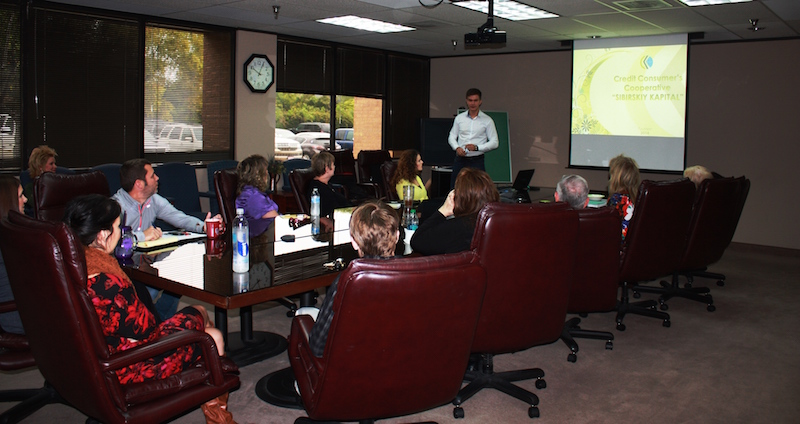 Credit Consumer's
Cooperative
"SIBIRSKIY KAPITAL"